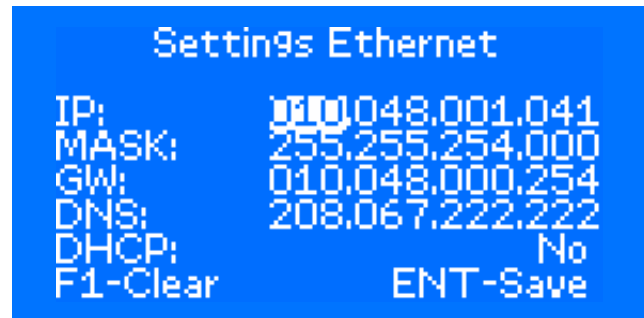 Settings Ethernet
IP: 010.048.001.041
MASK: 255.255.254.000
GW: 010.048.000.254
DNS: 208.067.222.222
DHCP: No
F1-Clear ENT-Save